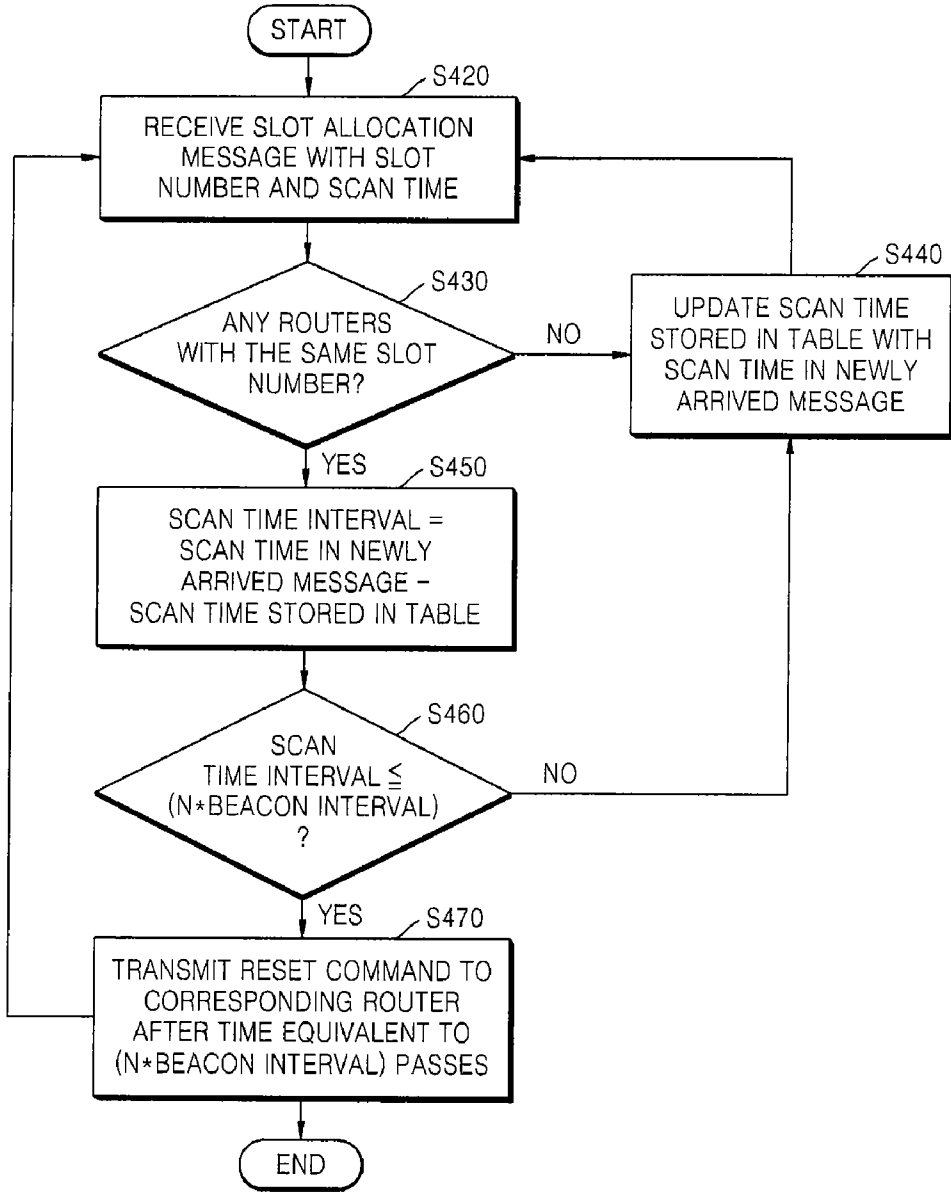 START
S420
RECEIVE SLOT ALLOCATION
MESSAGE WITH SLOT
NUMBER AND SCAN TIME
S430
ANY ROUTERS
WITH THE SAME SLOT
NUMBER?
NO
S440
UPDATE SCAN TIME
STORED IN TABLE WITH
SCAN TIME IN NEWLY
ARRIVED MESSAGE
YES
S450
SCAN TIME INTERVAL =
SCAN TIME IN NEWLY
ARRIVED MESSAGE -
SCAN TIME STORED IN TABLE
S460
SCAN
TIME INTERVAL ≦
(N*BEACON INTERVAL)
?
NO
YES
S470
TRANSMIT RESET COMMAND TO
CORRESPONDING ROUTER
AFTER TIME EQUIVALENT TO
(N*BEACON INTERVAL) PASSES
END